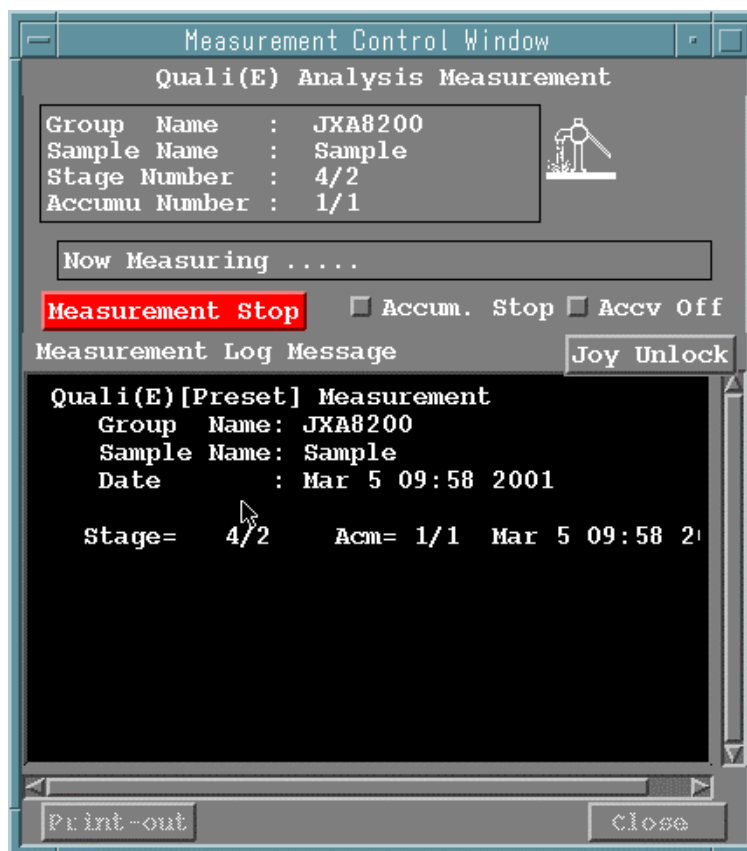 Measurement Control Window
Quali(E) Analysis Measurement
Group Name : JXA8200
Sample Name : Sample
Stage Number : 4/2
Accumu Number : 1/1
Now Measuring .....
Measurement Stop Accum. Stop Accv Off
Measurement Log Message Joy Unlock
Quali(E)[Preset] Measurement
Group Name: JXA8200
Sample Name: Sample
Date : Mar 5 09:58 2001
Stage= 4/2 Acm= 1/1 Mar 5 09:58 2
Print-out Close